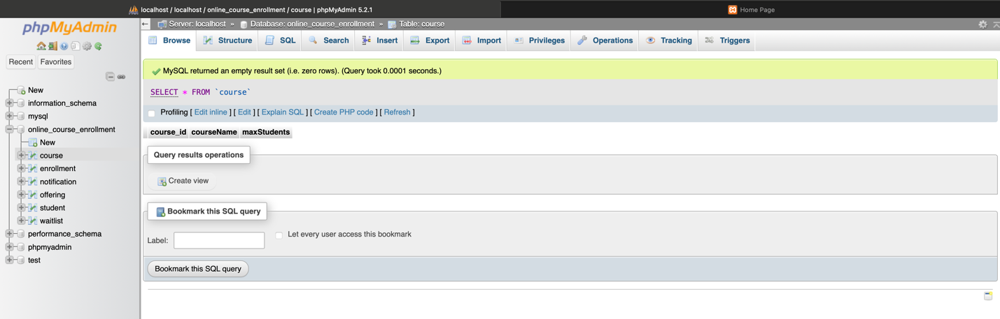 localhost / localhost / online_course_enrollment / course | phpMyAdmin 5.2.1
Home Page
phpMyAdmin
Recent Favorites
New
information_schema
mysql
online_course_enrollment
New
course
enrollment
notification
offering
student
waitlist
performance_schema
phpmyadmin
test
Server: localhost » Database: online_course_enrollment » Table: course
Browse Structure SQL Search Insert Export Import Privileges Operations Tracking Triggers
MySQL returned an empty result set (i.e. zero rows). (Query took 0.0001 seconds.)
SELECT * FROM `course`
Profiling [ Edit inline ] [ Edit ] [ Explain SQL ] [ Create PHP code ] [ Refresh ]
course_id courseName maxStudents
Query results operations
Create view
Bookmark this SQL query
Label: Let every user access this bookmark
Bookmark this SQL query